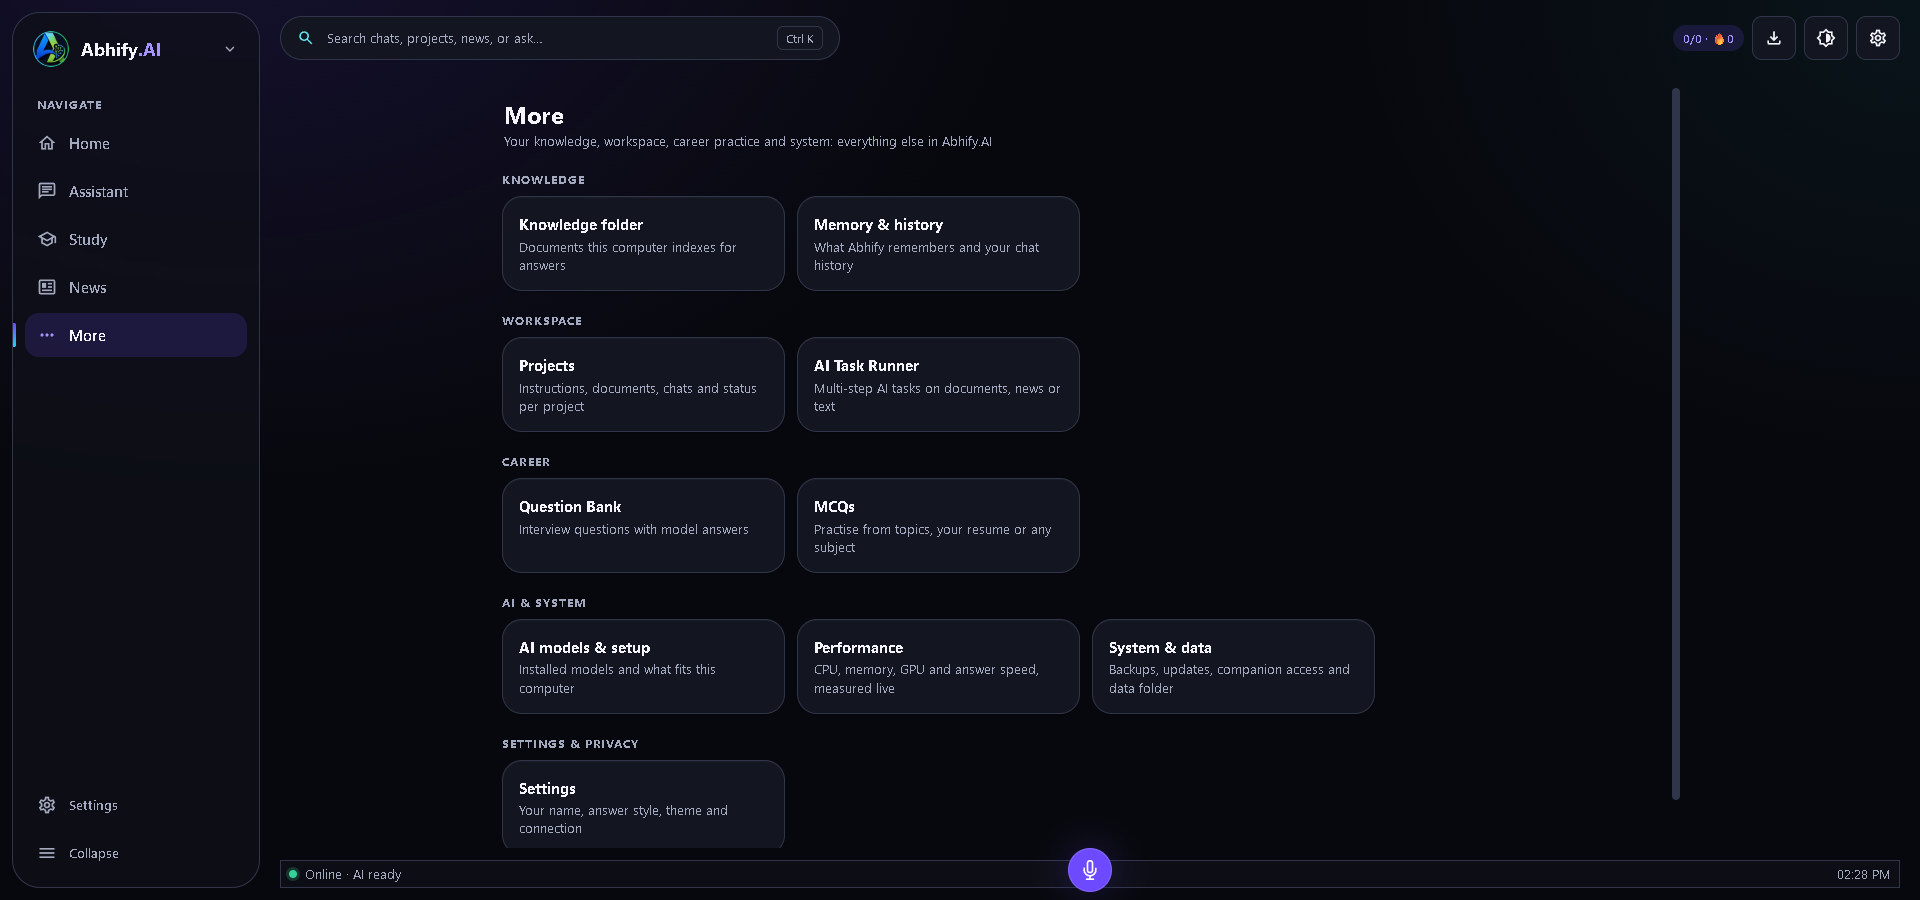 Abhify.AI
NAVIGATE
Home
Assistant
Study
News
More
Settings
Collapse
Search chats, projects, news, or ask...
Ctrl K
0/0 · 🔥 0
More
Your knowledge, workspace, career practice and system: everything else in Abhify.AI
KNOWLEDGE
Knowledge folder
Documents this computer indexes for
answers
Memory & history
What Abhify remembers and your chat
history
WORKSPACE
Projects
Instructions, documents, chats and status
per project
AI Task Runner
Multi-step AI tasks on documents, news or
text
CAREER
Question Bank
Interview questions with model answers
MCQs
Practise from topics, your resume or any
subject
AI & SYSTEM
AI models & setup
Installed models and what fits this
computer
Performance
CPU, memory, GPU and answer speed,
measured live
System & data
Backups, updates, companion access and
data folder
SETTINGS & PRIVACY
Settings
Your name, answer style, theme and
connection
Online · AI ready
02:28 PM